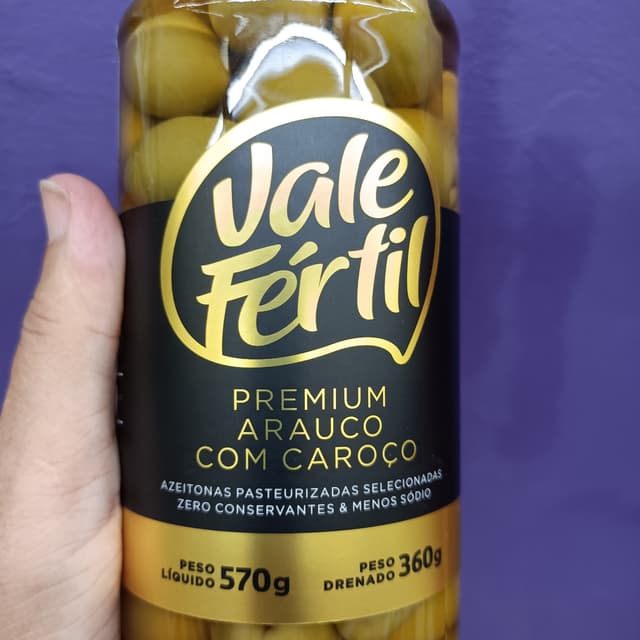 Vale
Fértil
PREMIUM
ARAUCO
COM CAROÇO
AZEITONAS PASTEURIZADAS SELECIONADAS
ZERO CONSERVANTES & MENOS SÓDIO
PESO LÍQUIDO 570g
PESO DRENADO 360g